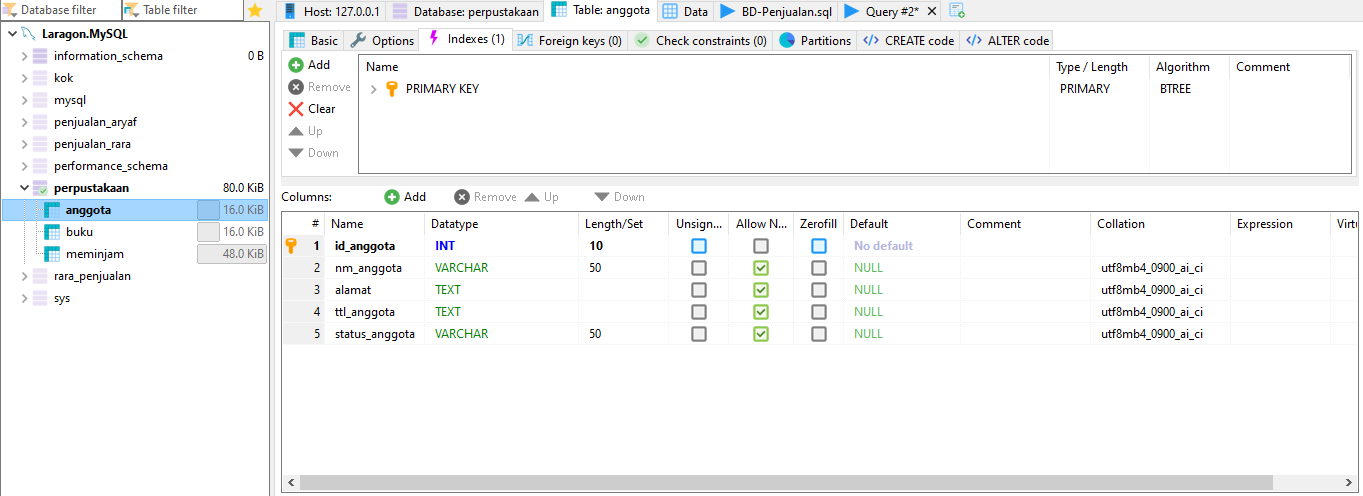 Database filter Table filter
Host: 127.0.0.1 Database: perpustakaan Table: anggota Data BD-Penjualan.sql Query #2*
Laragon.MySQL
information_schema 0 B
kok
mysql
penjualan_aryaf
penjualan_rara
performance_schema
perpustakaan 80.0 KiB
anggota 16.0 KiB
buku 16.0 KiB
meminjam 48.0 KiB
rara_penjualan
sys
Basic Options Indexes (1) Foreign keys (0) Check constraints (0) Partitions CREATE code ALTER code
Add
Remove
Clear
Up
Down
Name Type / Length Algorithm Comment
PRIMARY KEY PRIMARY BTREE
Columns: Add Remove Up Down
# Name Datatype Length/Set Unsign... Allow N... Zerofill Default Comment Collation Expression Virtu
1 id_anggota INT 10 No default
2 nm_anggota VARCHAR 50 NULL utf8mb4_0900_ai_ci
3 alamat TEXT NULL utf8mb4_0900_ai_ci
4 ttl_anggota TEXT NULL utf8mb4_0900_ai_ci
5 status_anggota VARCHAR 50 NULL utf8mb4_0900_ai_ci